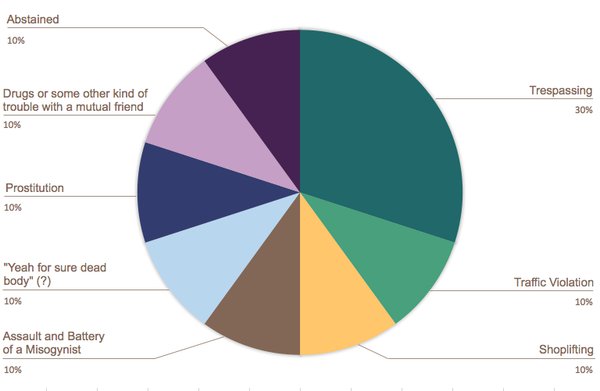 Abstained
10%
Drugs or some other kind of
trouble with a mutual friend
10%
Prostitution
10%
"Yeah for sure dead
body" (?)
10%
Assault and Battery
of a Misogynist
10%
Trespassing
30%
Traffic Violation
10%
Shoplifting
10%